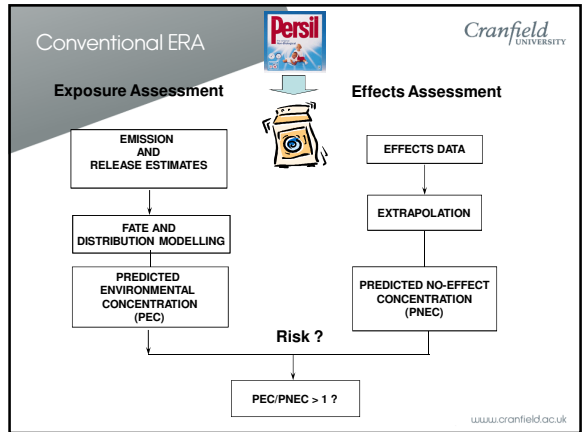 Conventional ERA
Persil
Cranfield
UNIVERSITY
Exposure Assessment
Effects Assessment
EMISSION
AND
RELEASE ESTIMATES
FATE AND
DISTRIBUTION MODELLING
PREDICTED
ENVIRONMENTAL
CONCENTRATION
(PEC)
EFFECTS DATA
EXTRAPOLATION
PREDICTED NO-EFFECT
CONCENTRATION
(PNEC)
Risk ?
PEC/PNEC > 1 ?
www.cranfield.ac.uk